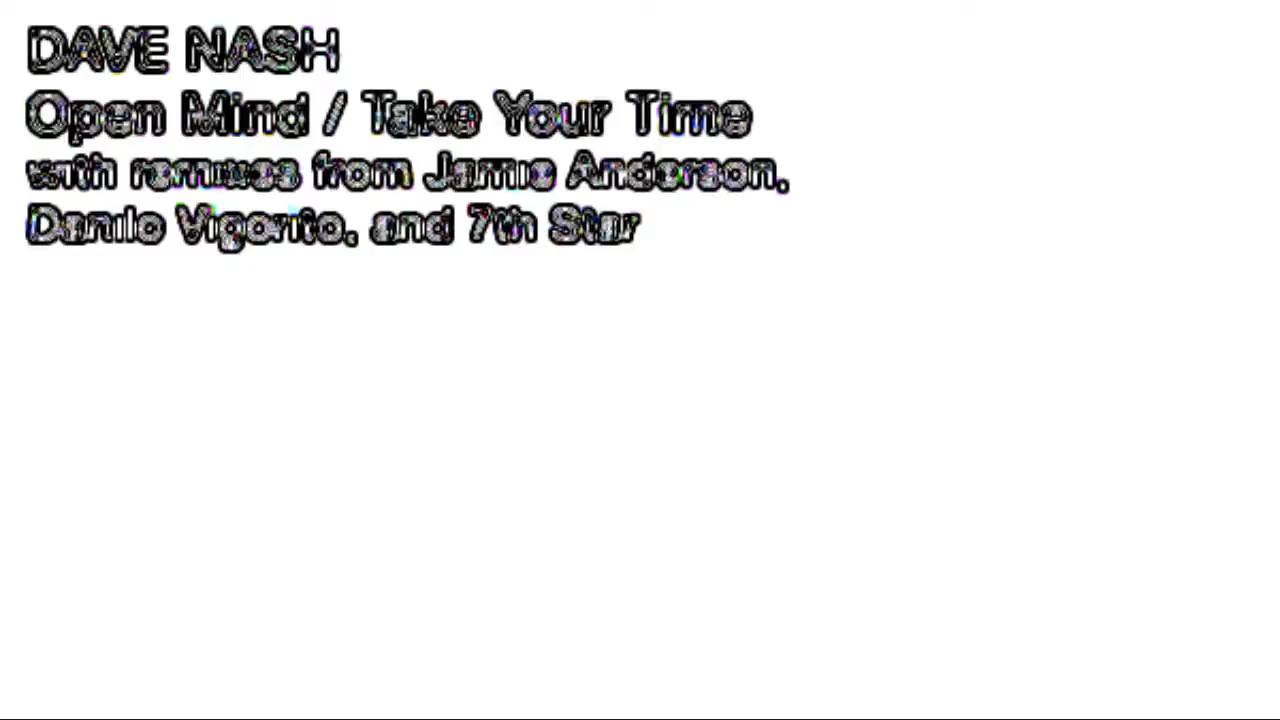 DAVE NASH
Open Mind / Take Your Time
with remixes from Jamie Anderson,
Danilo Vigorito, and 7th Star